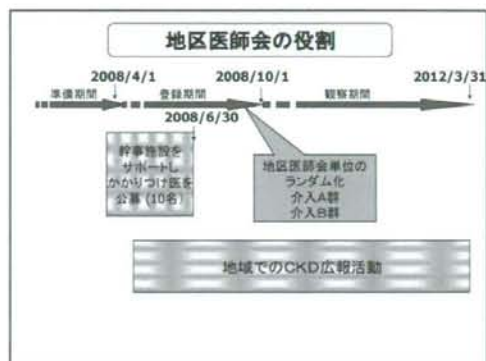 地区医師会の役割
2008/4/1 2008/10/1 2012/3/31
準備期間 登録期間 観察期間
2008/6/30
幹事施設を
サポートし
かかりつけ医を
公募(10名)
地区医師会単位の
ランダム化
介入A群
介入B群
地域でのCKD広報活動